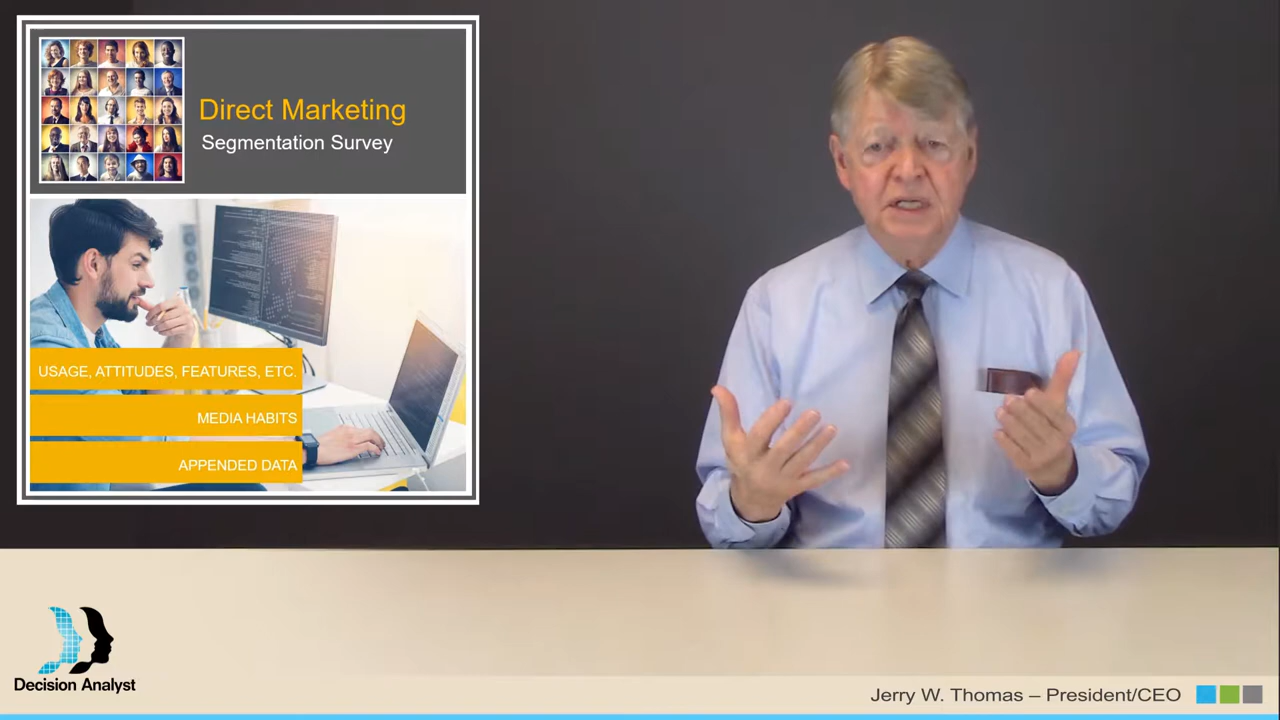 Direct Marketing
Segmentation Survey
USAGE, ATTITUDES, FEATURES, ETC.
MEDIA HABITS
APPENDED DATA
Decision Analyst
Jerry W. Thomas – President/CEO